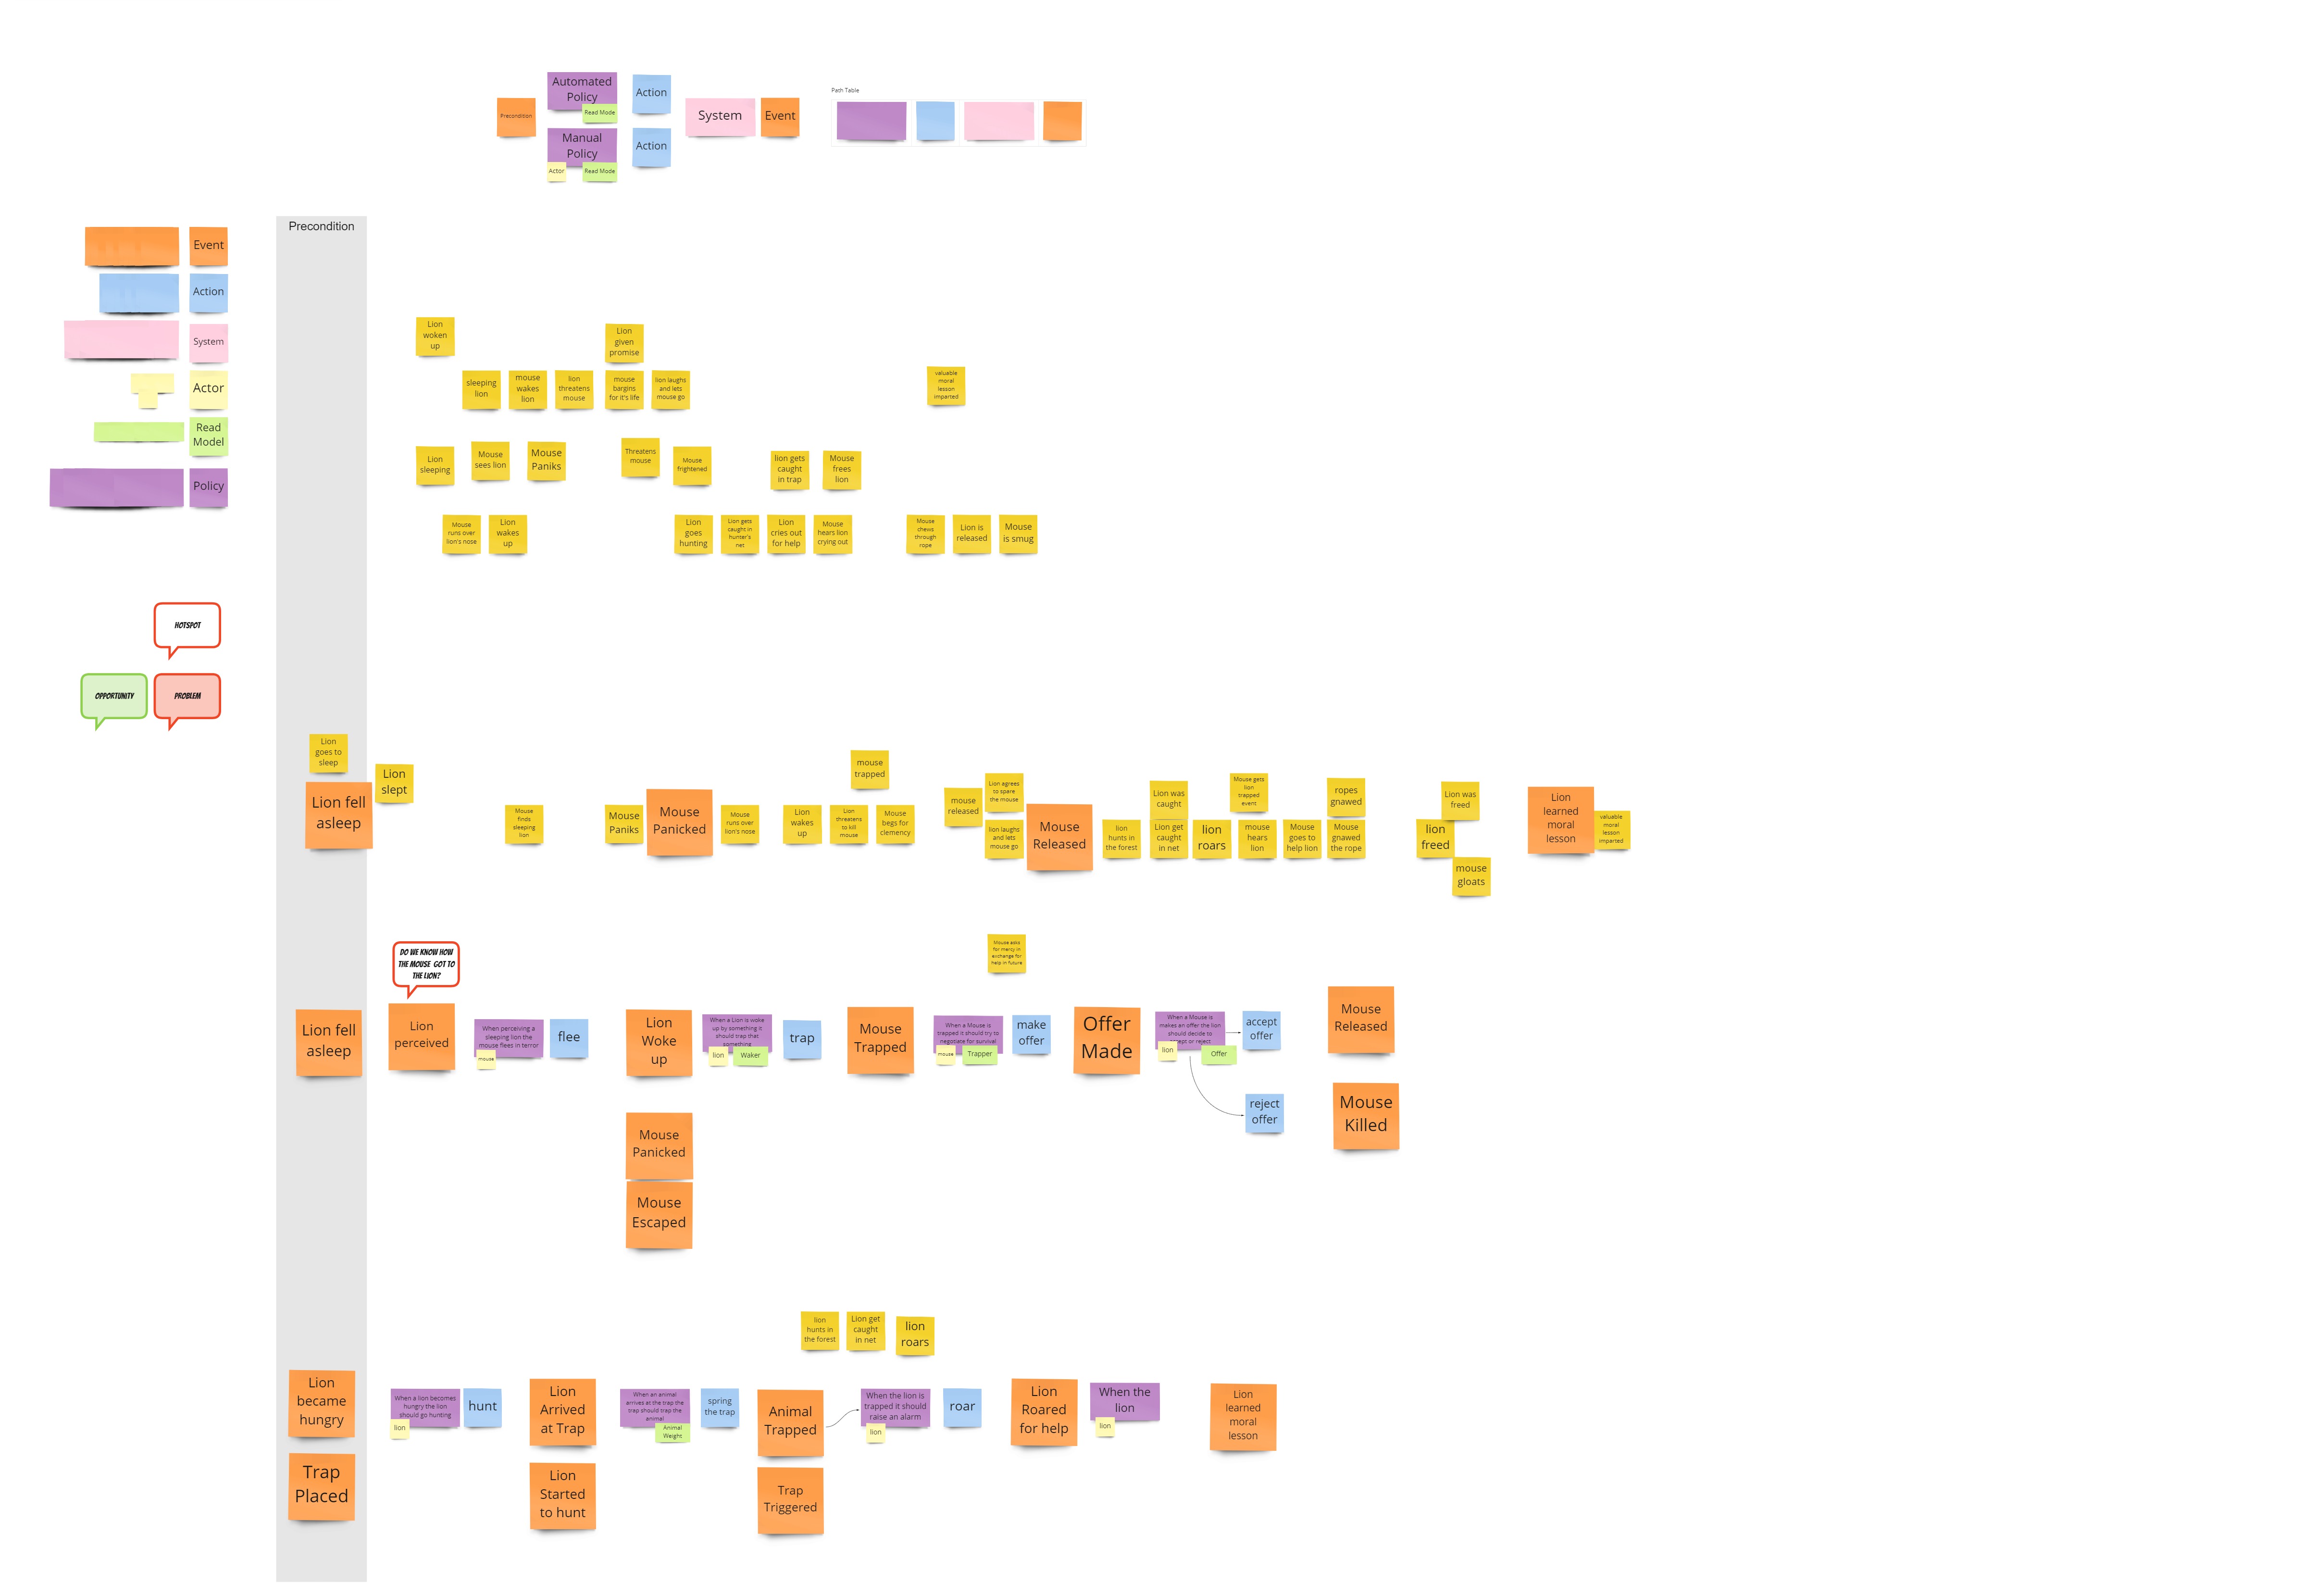 Automated
Policy
Read Mode
Action
Precondition
System
Event
Manual
Policy
Actor
Read Mode
Action
Path Table
Precondition
Event
Action
System
Actor
Read
Model
Policy
HOTSPOT
OPPORTUNITY
PROBLEM
Lion
woken
up
Lion
given
promise
sleeping
lion
mouse
wakes
lion
lion
threatens
mouse
mouse
bargins
for it's life
lion laughs
and lets
mouse go
valuable
moral
lesson
imparted
Lion
sleeping
Mouse
sees lion
Mouse
Paniks
Threatens
mouse
Mouse
frightened
lion gets
caught
in trap
Mouse
frees
lion
Mouse
runs over
lion's nose
Lion
wakes
up
Lion
goes
hunting
Lion gets
caught in
hunter's
net
Lion
cries out
for help
Mouse
hears lion
crying out
Mouse
chews
through
rope
Lion is
released
Mouse
is smug
Lion
goes to
sleep
Lion fell
asleep
Lion
slept
Mouse
finds
sleeping
lion
Mouse
Paniks
Mouse
Panicked
Mouse
runs over
lion's nose
Lion
wakes
up
mouse
trapped
Lion
threatens
to kill
mouse
Mouse
begs for
clemency
mouse
released
Lion agrees
to spare
the mouse
lion laughs
and lets
mouse go
Mouse
Released
lion
hunts in
the forest
Lion was
caught
Lion get
caught
in net
lion
roars
Mouse gets
lion
trapped
event
mouse
hears
lion
Mouse
goes to
help lion
ropes
gnawed
Mouse
gnawed
the rope
Lion was
freed
lion
freed
mouse
gloats
Lion
learned
moral
lesson
valuable
moral
lesson
imparted
DO WE KNOW HOW
THE MOUSE GOT TO
THE LION?
Mouse asks
for mercy in
exchange for
help in future
Lion fell
asleep
Lion
perceived
When perceiving a
sleeping lion the
mouse flees in terror
mouse
flee
Lion
Woke
up
When a Lion is woke
up by something it
should trap that
something
lion
Waker
trap
Mouse
Trapped
When a Mouse is
trapped it should try to
negotiate for survival
mouse
Trapper
make
offer
Offer
Made
When a Mouse is
makes an offer the lion
should decide to
accept or reject
lion
Offer
accept
offer
reject
offer
Mouse
Released
Mouse
Killed
Mouse
Panicked
Mouse
Escaped
lion
hunts in
the forest
Lion get
caught
in net
lion
roars
Lion
became
hungry
When a lion becomes
hungry the lion
should go hunting
lion
hunt
Lion
Arrived
at Trap
When an animal
arrives at the trap the
trap should trap the
animal
Animal
Weight
spring
the trap
Animal
Trapped
When the lion is
trapped it should
raise an alarm
lion
roar
Lion
Roared
for help
When the
lion
lion
Lion
learned
moral
lesson
Trap
Placed
Lion
Started
to hunt
Trap
Triggered